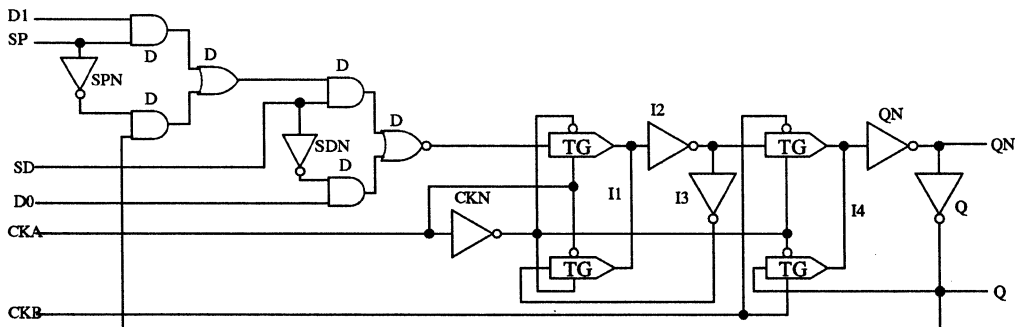 D1
SP
D
D
SPN
D
D
D
SDN
D
SD
D0
CKA
CKN
CKB
TG
I1
I2
I3
TG
TG
TG
I4
QN
QN
Q
Q